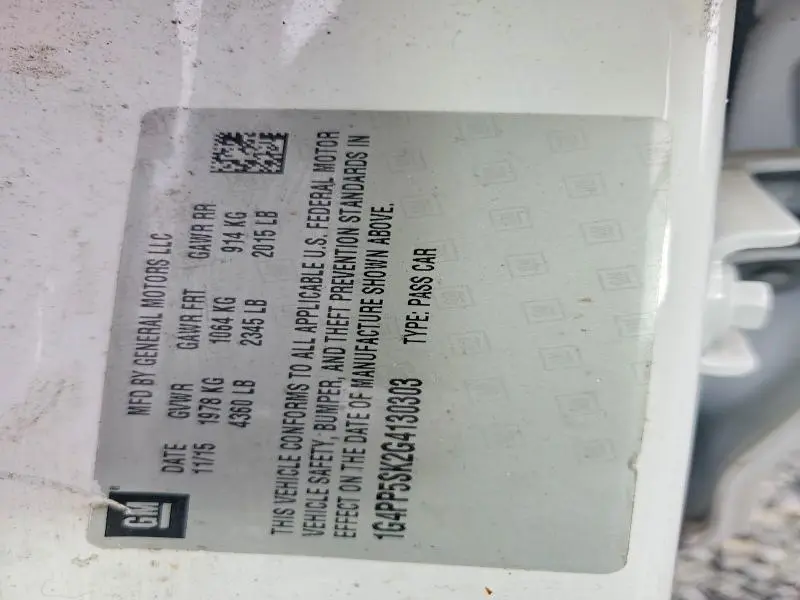 GM
MFD BY GENERAL MOTORS LLC
DATE GVWR GAWR FRT GAWR RR
11/15 1978 KG 1064 KG 914 KG
4360 LB 2345 LB 2015 LB
THIS VEHICLE CONFORMS TO ALL APPLICABLE U.S. FEDERAL MOTOR
VEHICLE SAFETY, BUMPER, AND THEFT PREVENTION STANDARDS IN
EFFECT ON THE DATE OF MANUFACTURE SHOWN ABOVE.
1G4PP5SK2G4130303 TYPE: PASS CAR